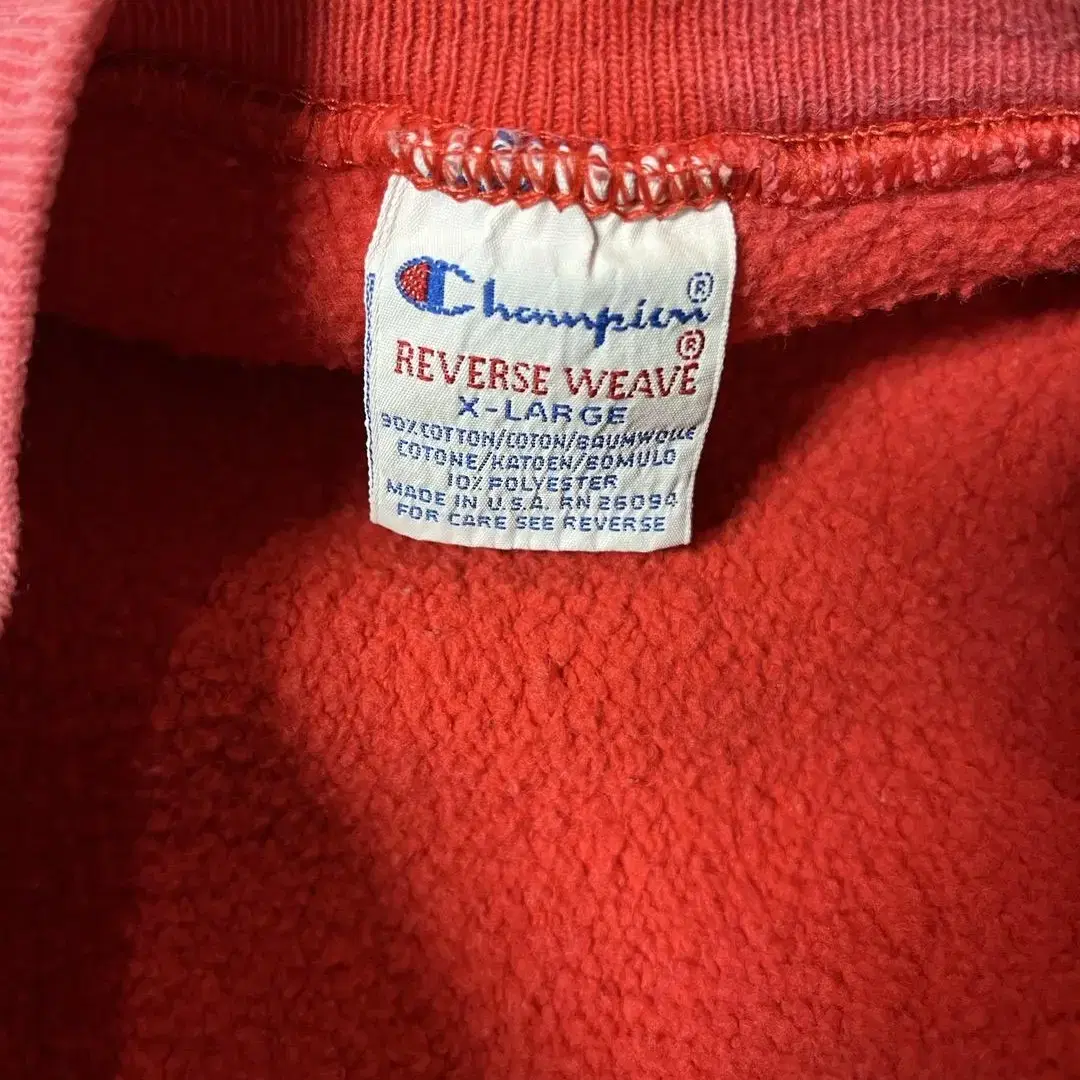 Champion®
REVERSE WEAVE®
X-LARGE
90% COTTON/COTON/BAUMWOLLE
COTONE/KATOEN/BOMULD
10% POLYESTER
MADE IN U.S.A. RN 26094
FOR CARE SEE REVERSE